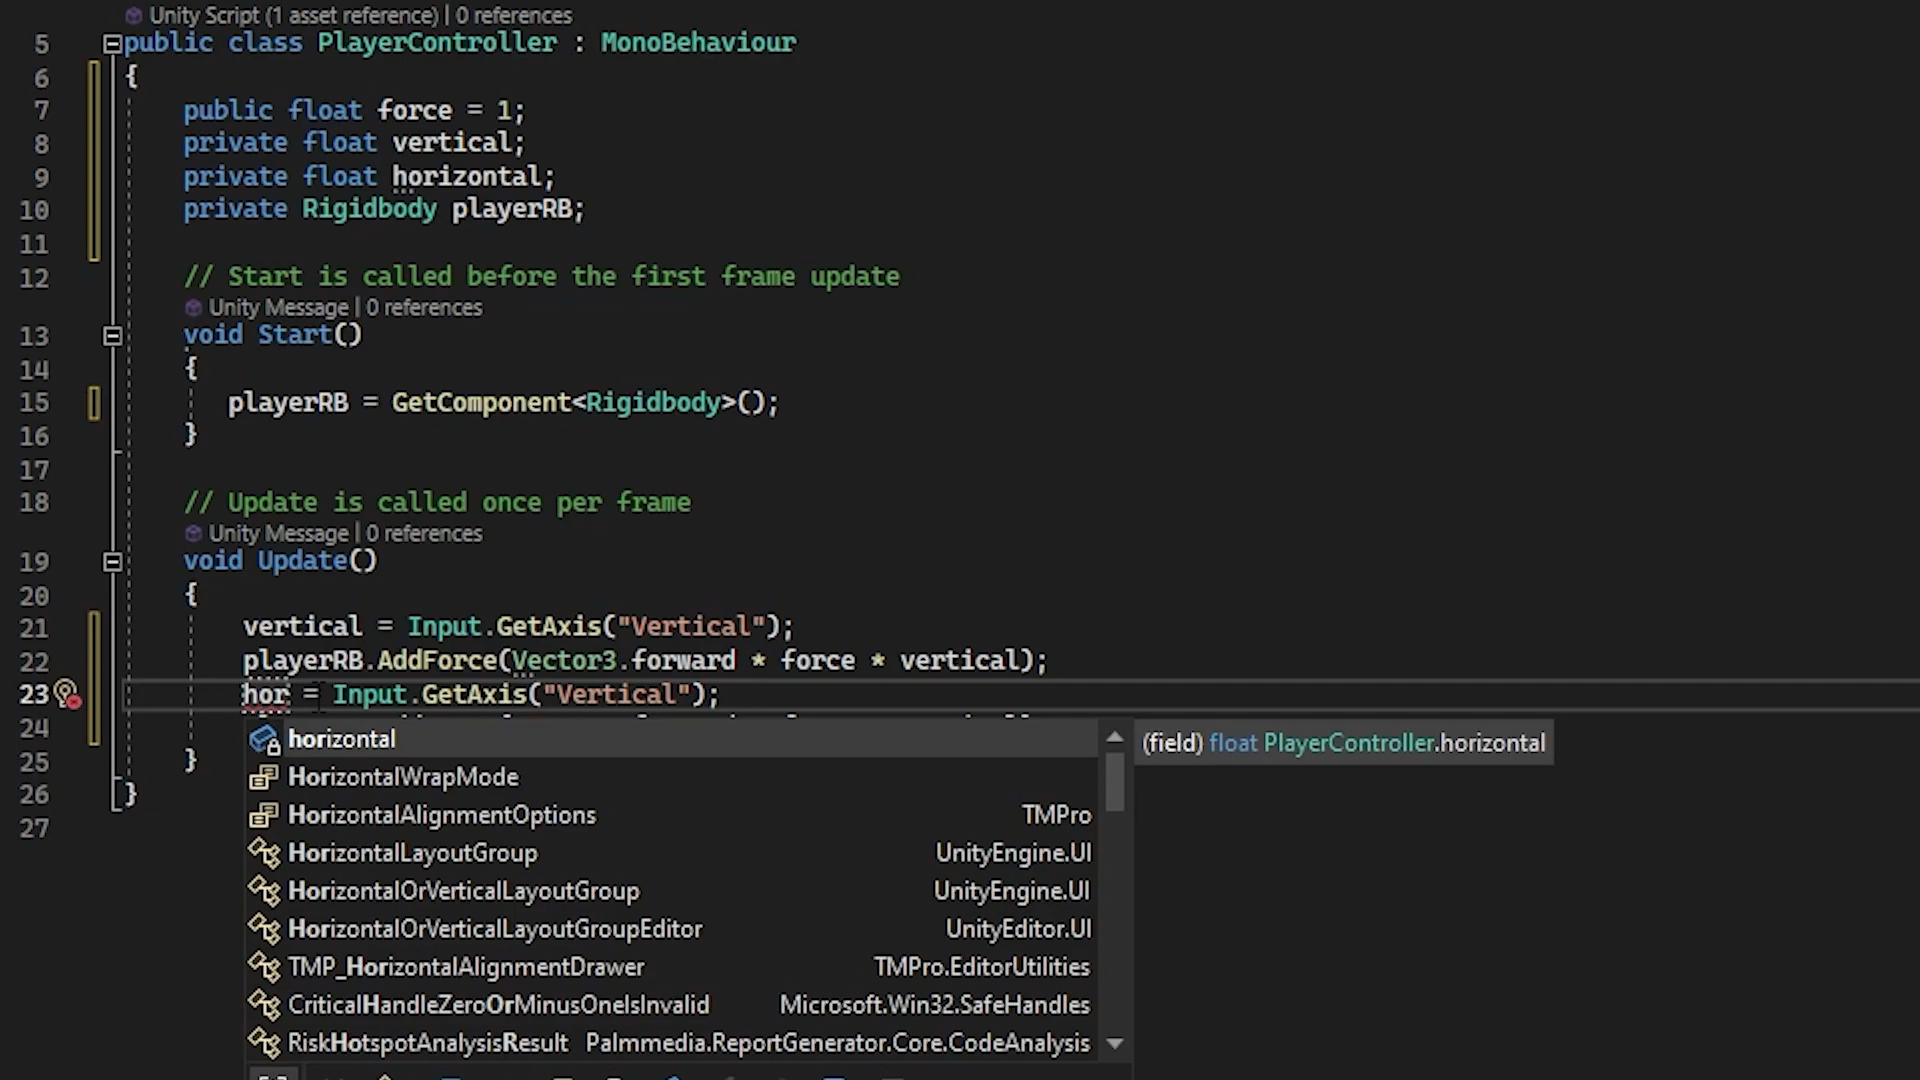 Unity Script (1 asset reference) | 0 references
5 public class PlayerController : MonoBehaviour
6 {
7 public float force = 1;
8 private float vertical;
9 private float horizontal;
10 private Rigidbody playerRB;
11
12 // Start is called before the first frame update
Unity Message | 0 references
13 void Start()
14 {
15 playerRB = GetComponent<Rigidbody>();
16 }
17
18 // Update is called once per frame
Unity Message | 0 references
19 void Update()
20 {
21 vertical = Input.GetAxis("Vertical");
22 playerRB.AddForce(Vector3.forward * force * vertical);
23 hor = Input.GetAxis("Vertical");
24
25 }
26 }
27
horizontal
(field) float PlayerController.horizontal
HorizontalWrapMode
HorizontalAlignmentOptions TMPro
HorizontalLayoutGroup UnityEngine.UI
HorizontalOrVerticalLayoutGroup UnityEngine.UI
HorizontalOrVerticalLayoutGroupEditor UnityEditor.UI
TMP_HorizontalAlignmentDrawer TMPro.EditorUtilities
CriticalHandleZeroOrMinusOneIsInvalid Microsoft.Win32.SafeHandles
RiskHotspotAnalysisResult Palmmedia.ReportGenerator.Core.CodeAnalysis